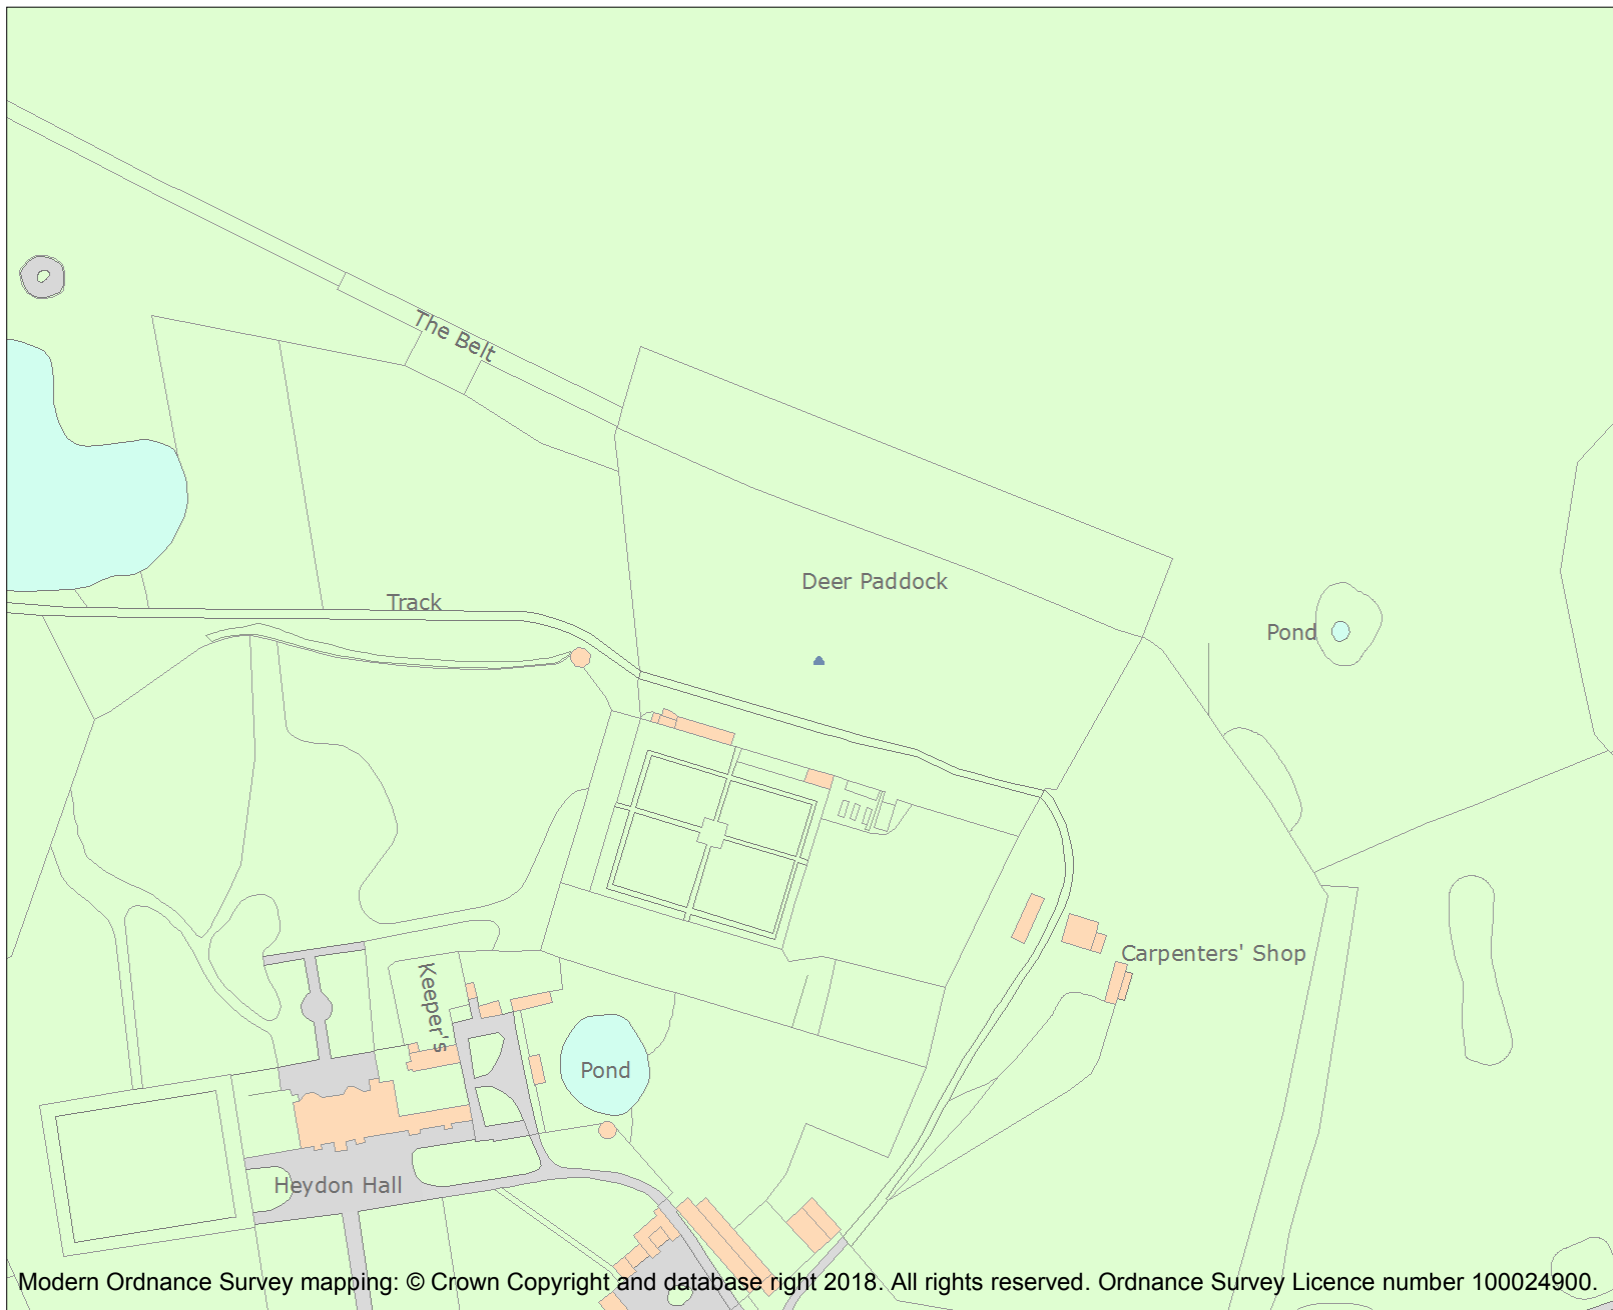 The Belt
Deer Paddock
Track
Pond
Carpenters' Shop
Keeper's
Pond
Heydon Hall
Modern Ordnance Survey mapping: © Crown Copyright and database right 2018. All rights reserved. Ordnance Survey Licence number 100024900.